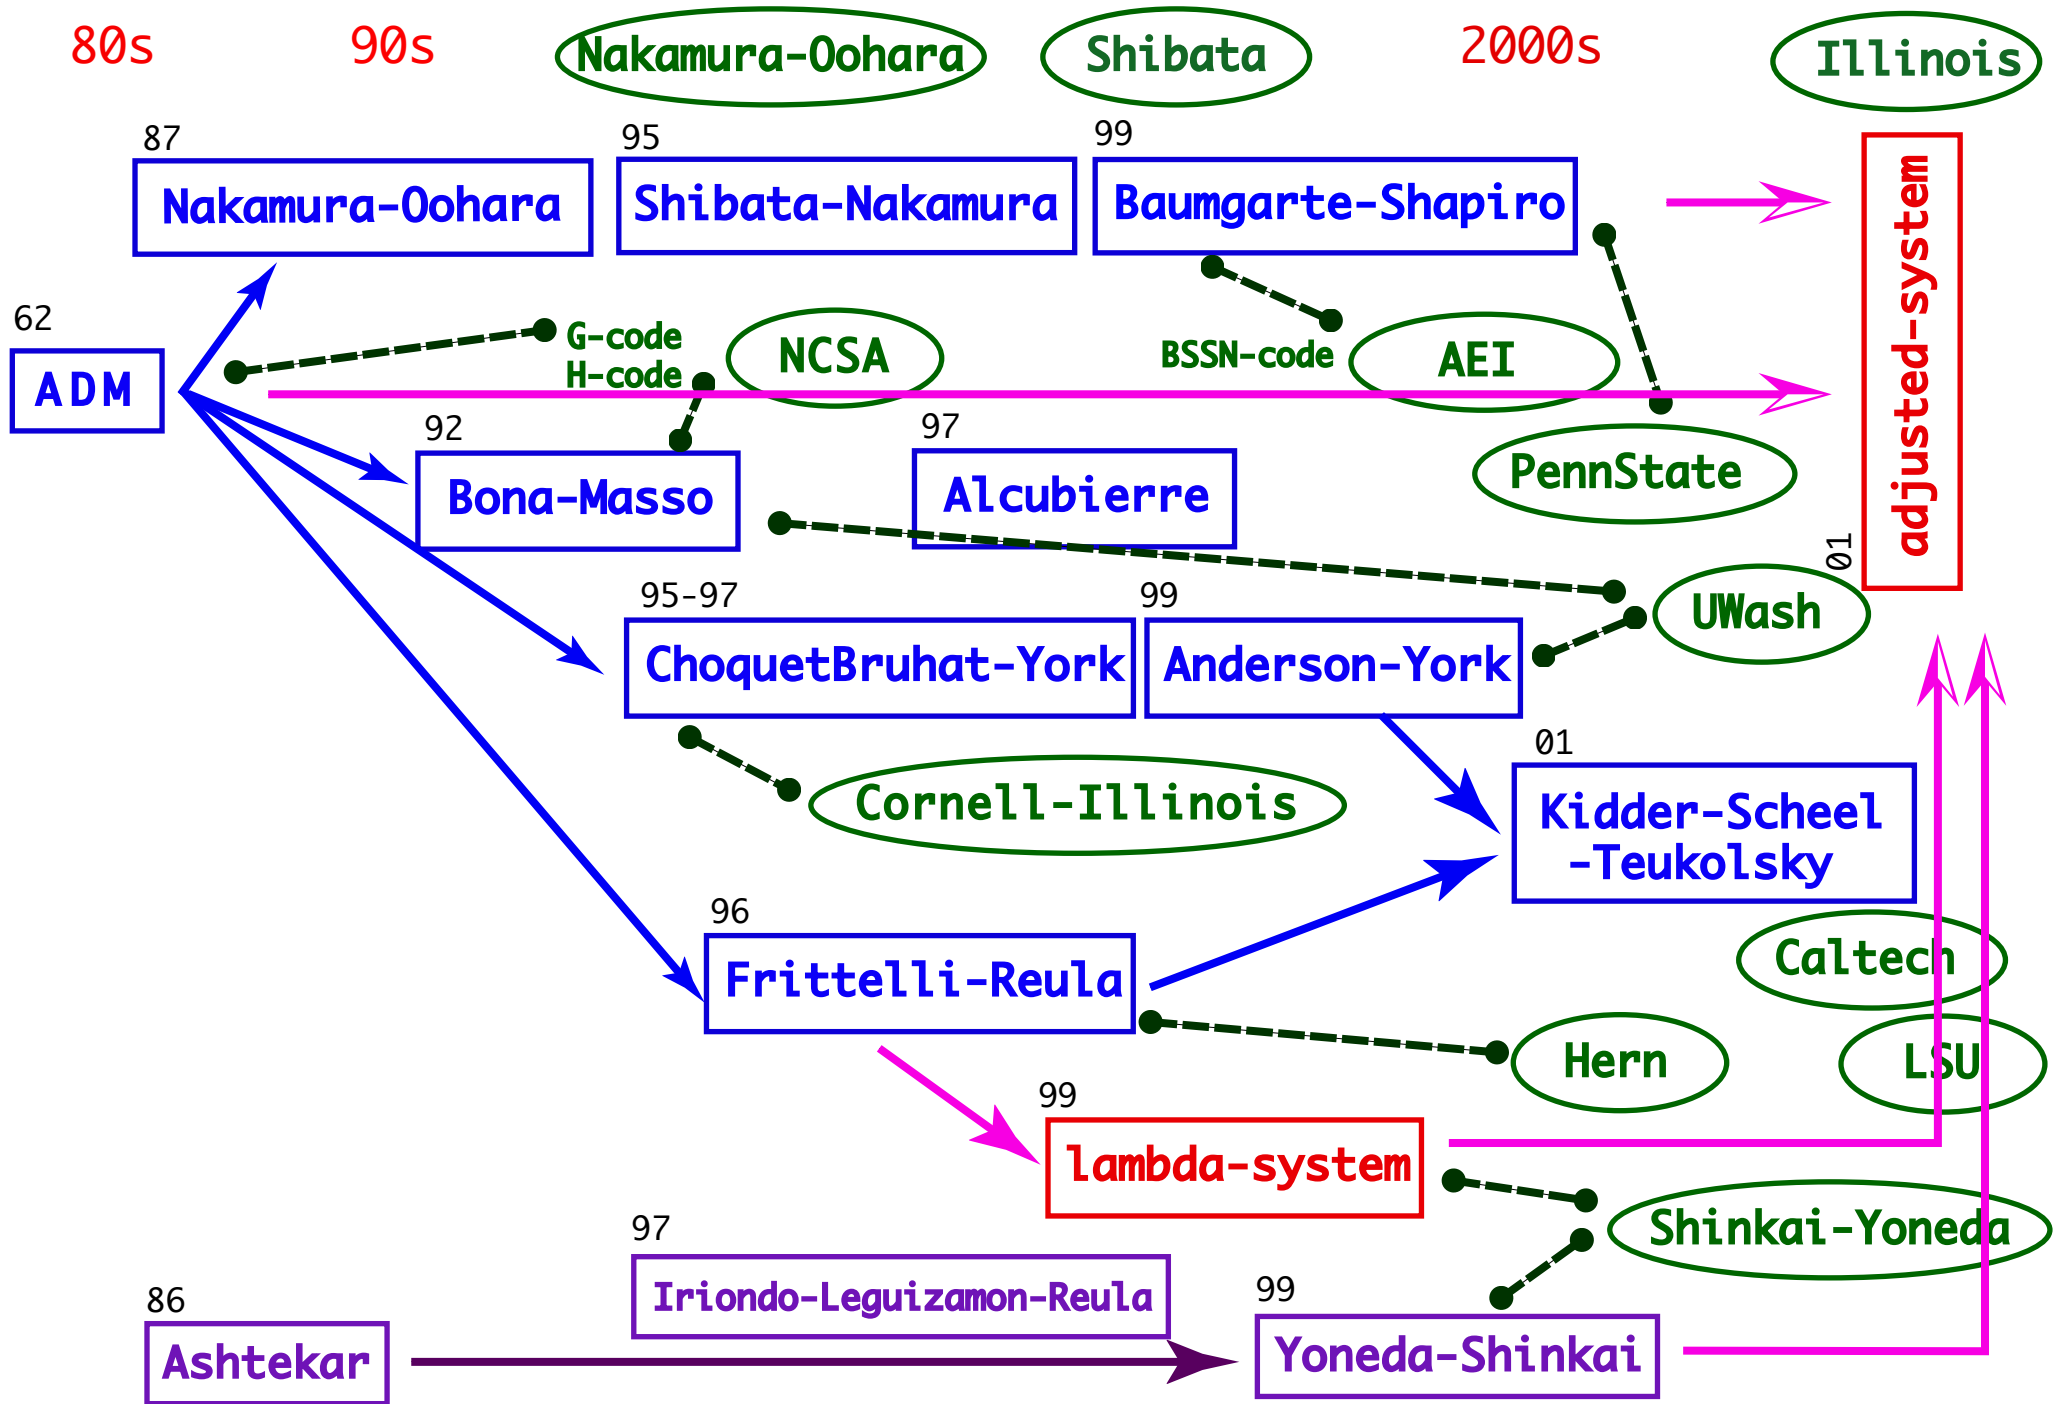 80s
90s
Nakamura-Oohara
Shibata
2000s
Illinois
87
95
99
Nakamura-Oohara
Shibata-Nakamura
Baumgarte-Shapiro
adjusted-system
01
62
ADM
G-code
H-code
NCSA
BSSN-code
AEI
92
97
Bona-Masso
Alcubierre
PennState
95-97
99
UWash
ChoquetBruhat-York
Anderson-York
01
Cornell-Illinois
Kidder-Scheel
-Teukolsky
96
Frittelli-Reula
Caltech
Hern
LSU
99
lambda-system
97
Shinkai-Yoneda
Iriondo-Leguizamon-Reula
86
99
Ashtekar
Yoneda-Shinkai